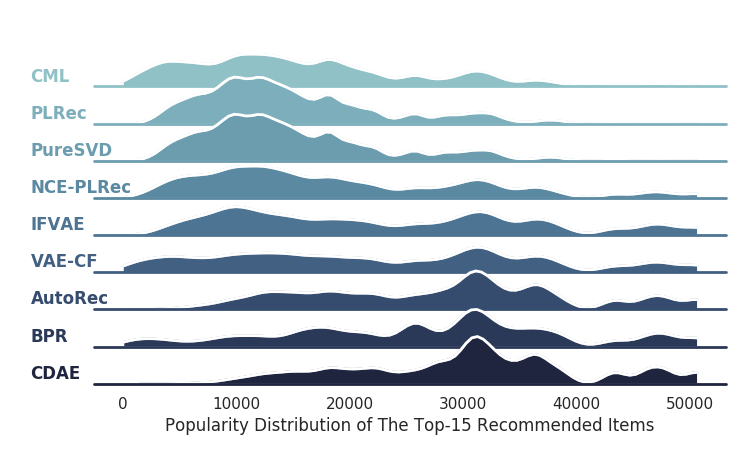 CML
PLRec
PureSVD
NCE-PLRec
IFVAE
VAE-CF
AutoRec
BPR
CDAE
0 10000 20000 30000 40000 50000
Popularity Distribution of The Top-15 Recommended Items